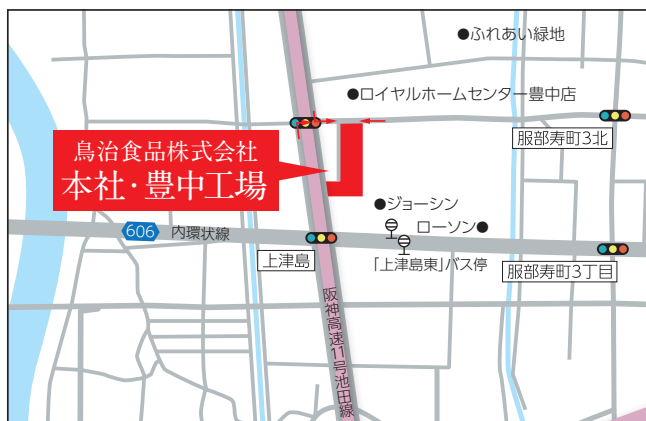 ●ふれあい緑地
●ロイヤルホームセンター豊中店
服部寿町3北
鳥治食品株式会社
本社・豊中工場
●ジョーシン
ローソン●
606 内環状線
上津島
「上津島東」バス停
服部寿町3丁目
阪神高速11号池田線